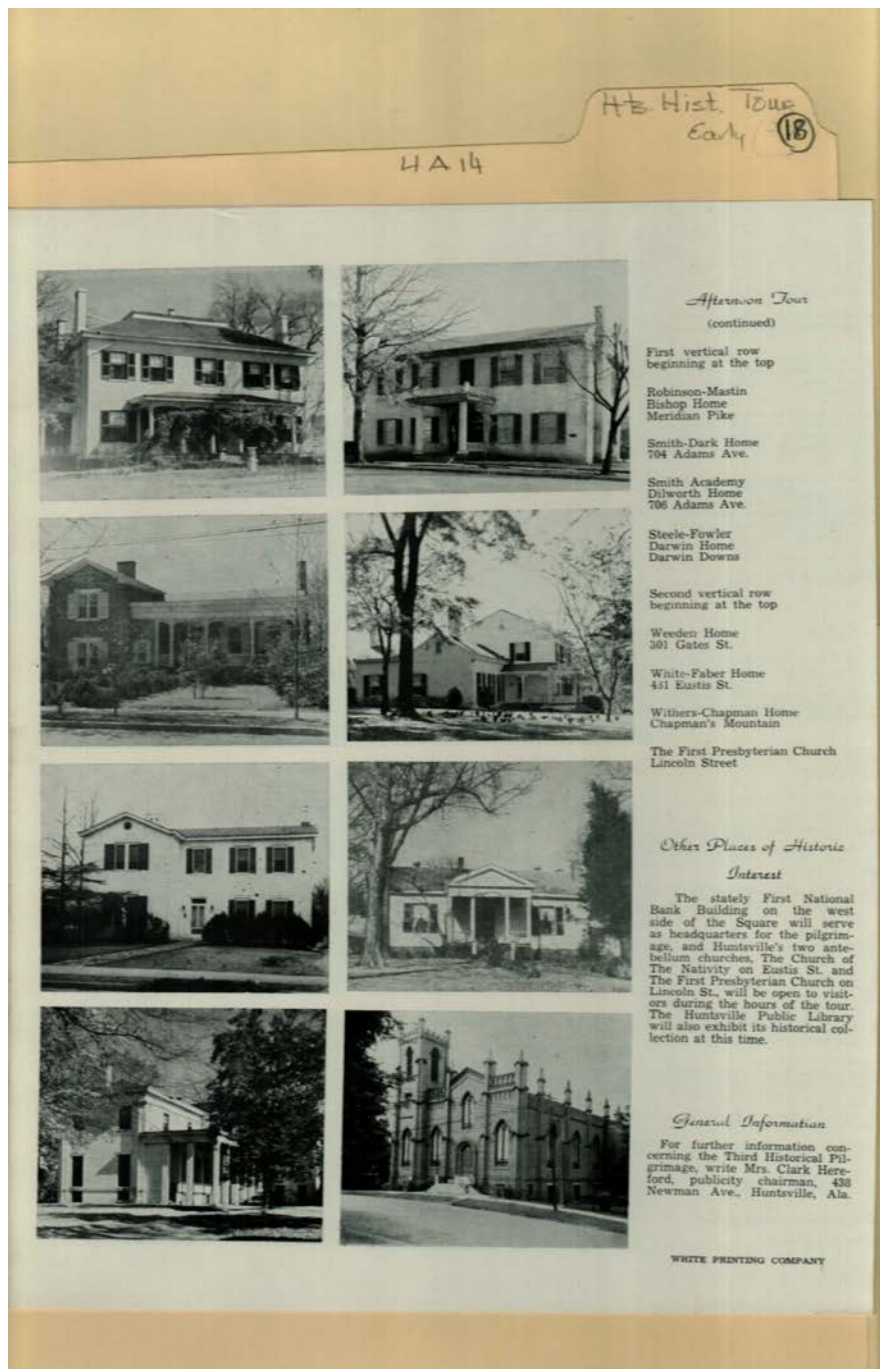 H'ts. Hist. Tour
Early 18
4A14
Afternoon Tour
(continued)
First vertical row
beginning at the top
Robinson-Mastin
Bishop Home
Meridian Pike
Smith-Dark Home
704 Adams Ave.
Smith Academy
Dilworth Home
706 Adams Ave.
Steele-Fowler
Darwin Home
Darwin Downs
Second vertical row
beginning at the top
Weeden Home
301 Gates St.
White-Faber Home
431 Eustis St.
Withers-Chapman Home
Chapman's Mountain
The First Presbyterian Church
Lincoln Street
Other Places of Historic
Interest
The stately First National
Bank Building on the west
side of the Square will serve
as headquarters for the pilgrim-
age, and Huntsville's two ante-
bellum churches, The Church of
The Nativity on Eustis St. and
The First Presbyterian Church on
Lincoln St., will be open to visit-
ors during the hours of the tour.
The Huntsville Public Library
will also exhibit its historical col-
lection at this time.
General Information
For further information con-
cerning the Third Historical Pil-
grimage, write Mrs. Clark Here-
ford, publicity chairman, 438
Newman Ave., Huntsville, Ala.
WHITE PRINTING COMPANY